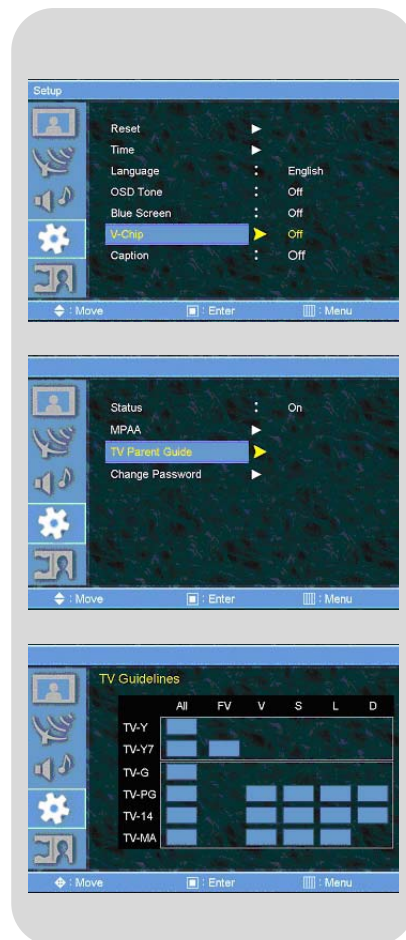 Setup
Reset ►
Time ►
Language : English
OSD Tone : Off
Blue Screen : Off
V-Chip ➤ Off
Caption : Off
: Move : Enter : Menu
Status : On
MPAA ►
TV Parent Guide ➤
Change Password ►
: Move : Enter : Menu
TV Guidelines
All FV V S L D
TV-Y
TV-Y7
TV-G
TV-PG
TV-14
TV-MA
: Move : Enter : Menu